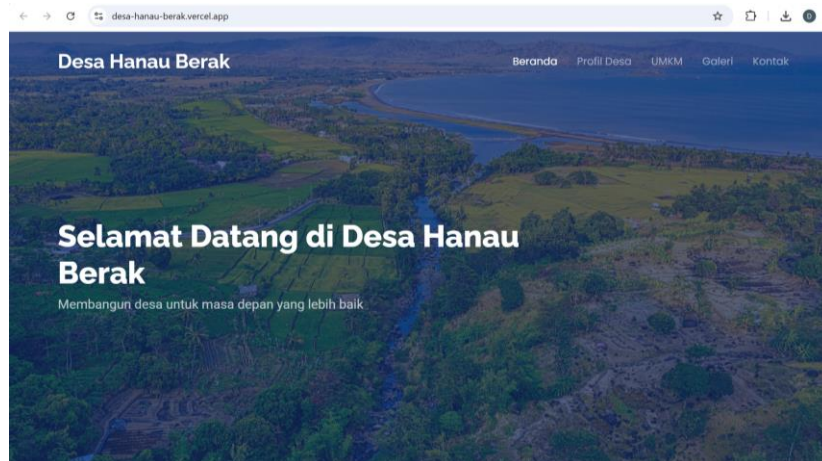 desa-hanau-berak.vercel.app
D
Desa Hanau Berak
Beranda Profil Desa UMKM Galeri Kontak
Selamat Datang di Desa Hanau
Berak
Membangun desa untuk masa depan yang lebih baik